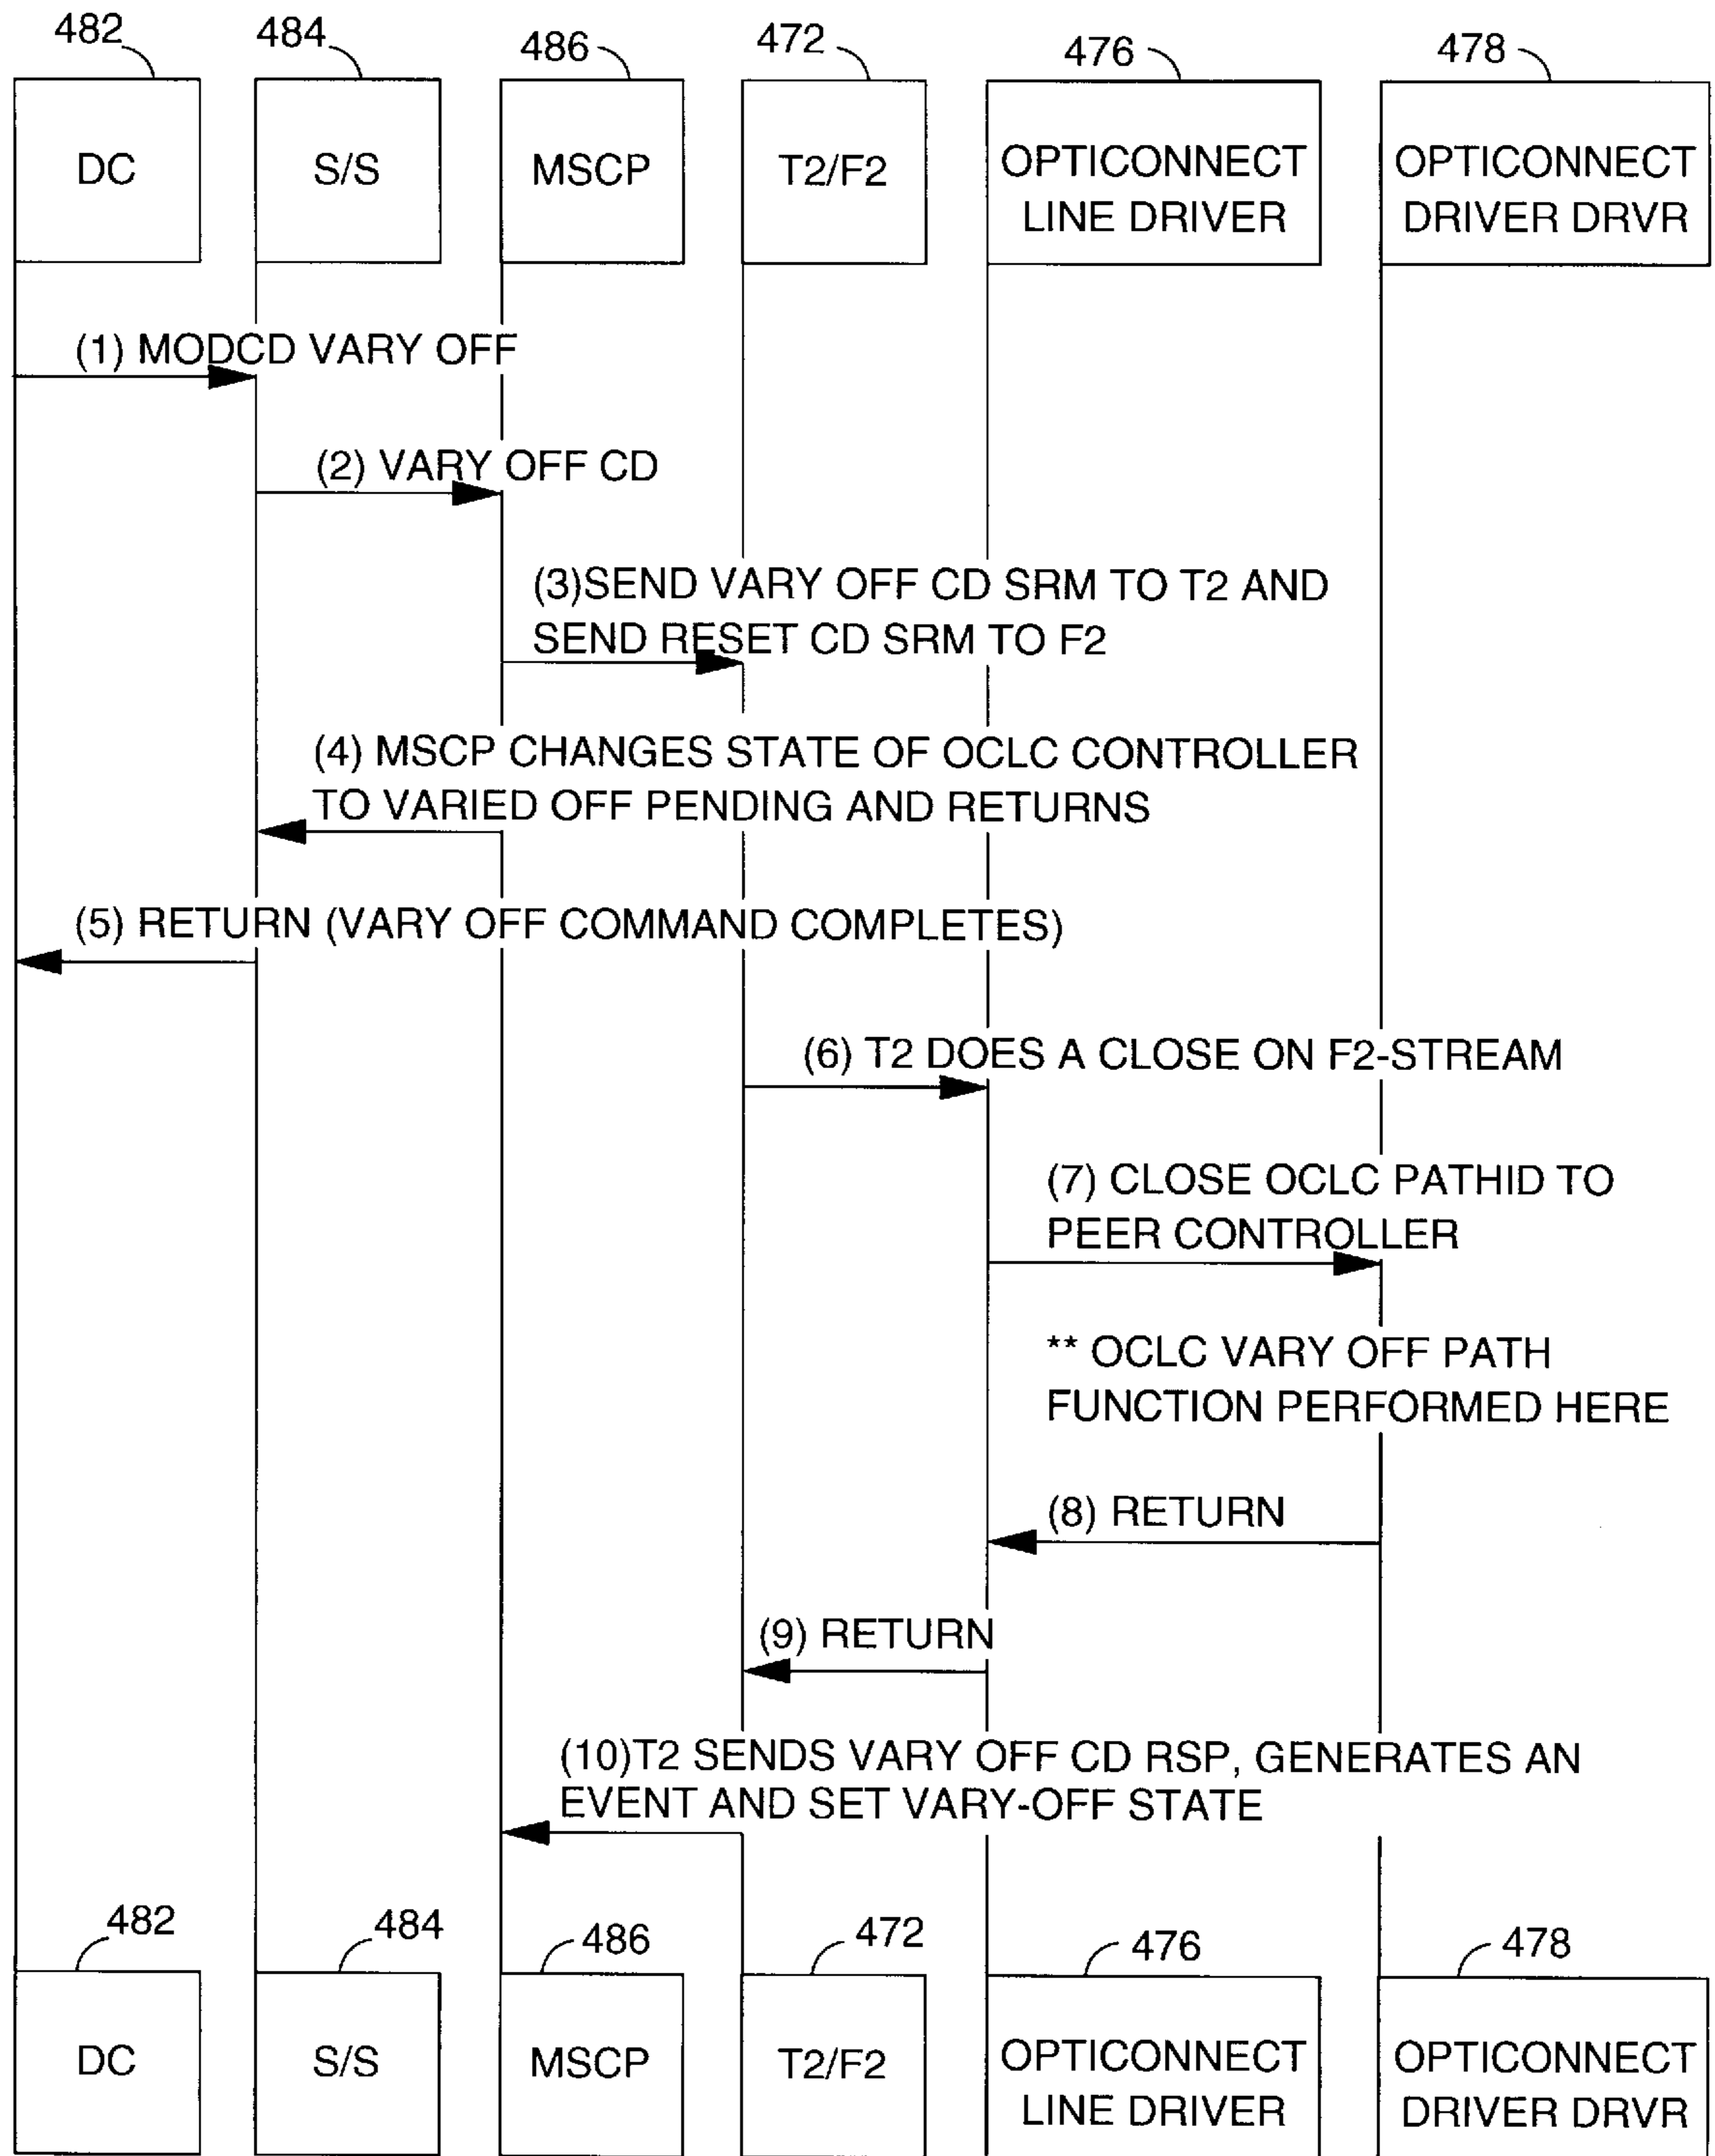 482 484 486 472 476 478
DC S/S MSCP T2/F2 OPTICONNECT LINE DRIVER OPTICONNECT DRIVER DRVR
(1) MODCD VARY OFF
(2) VARY OFF CD
(3)SEND VARY OFF CD SRM TO T2 AND
SEND RESET CD SRM TO F2
(4) MSCP CHANGES STATE OF OCLC CONTROLLER
TO VARIED OFF PENDING AND RETURNS
(5) RETURN (VARY OFF COMMAND COMPLETES)
(6) T2 DOES A CLOSE ON F2-STREAM
(7) CLOSE OCLC PATHID TO
PEER CONTROLLER
** OCLC VARY OFF PATH
FUNCTION PERFORMED HERE
(8) RETURN
(9) RETURN
(10)T2 SENDS VARY OFF CD RSP, GENERATES AN
EVENT AND SET VARY-OFF STATE
482 484 486 472 476 478
DC S/S MSCP T2/F2 OPTICONNECT LINE DRIVER OPTICONNECT DRIVER DRVR